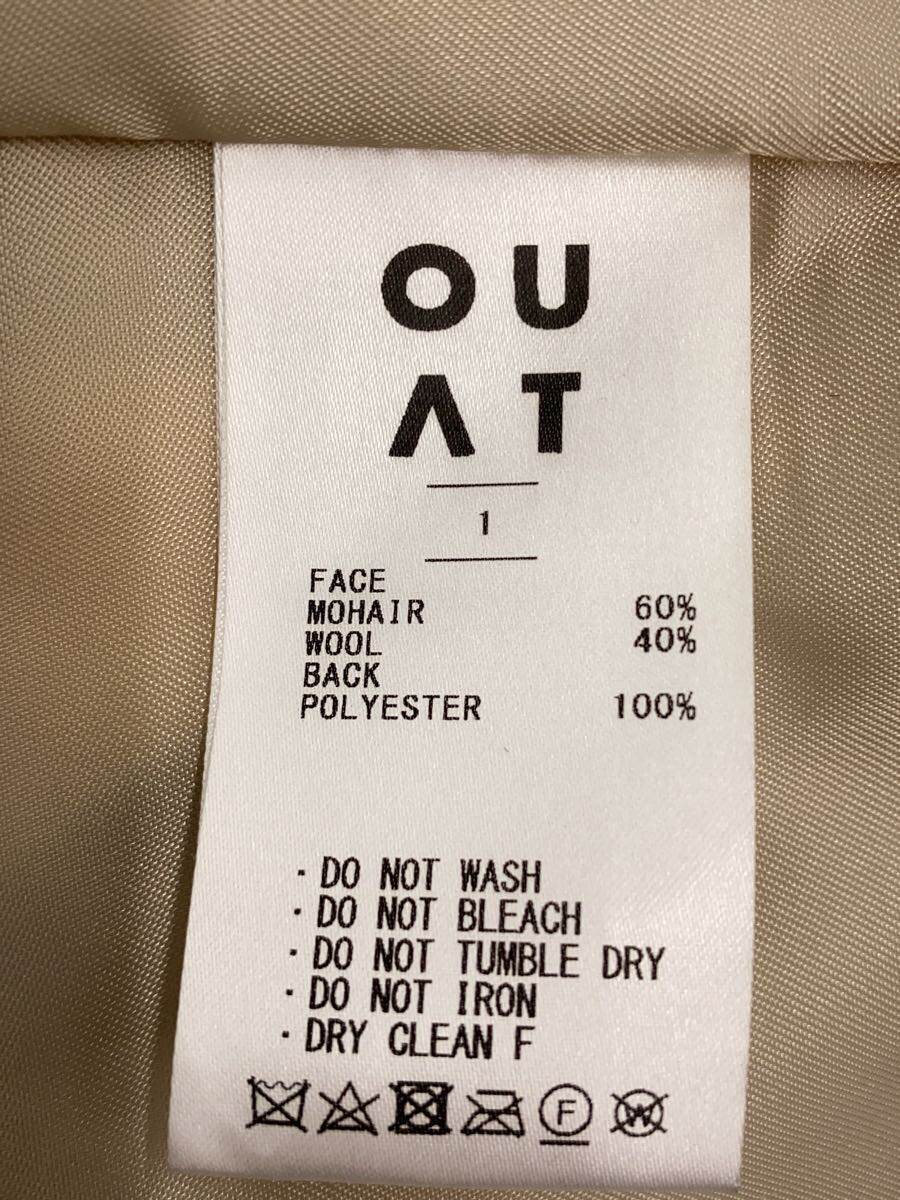 OU
ΛT
1
FACE
MOHAIR 60%
WOOL 40%
BACK
POLYESTER 100%
・DO NOT WASH
・DO NOT BLEACH
・DO NOT TUMBLE DRY
・DO NOT IRON
・DRY CLEAN F
F W